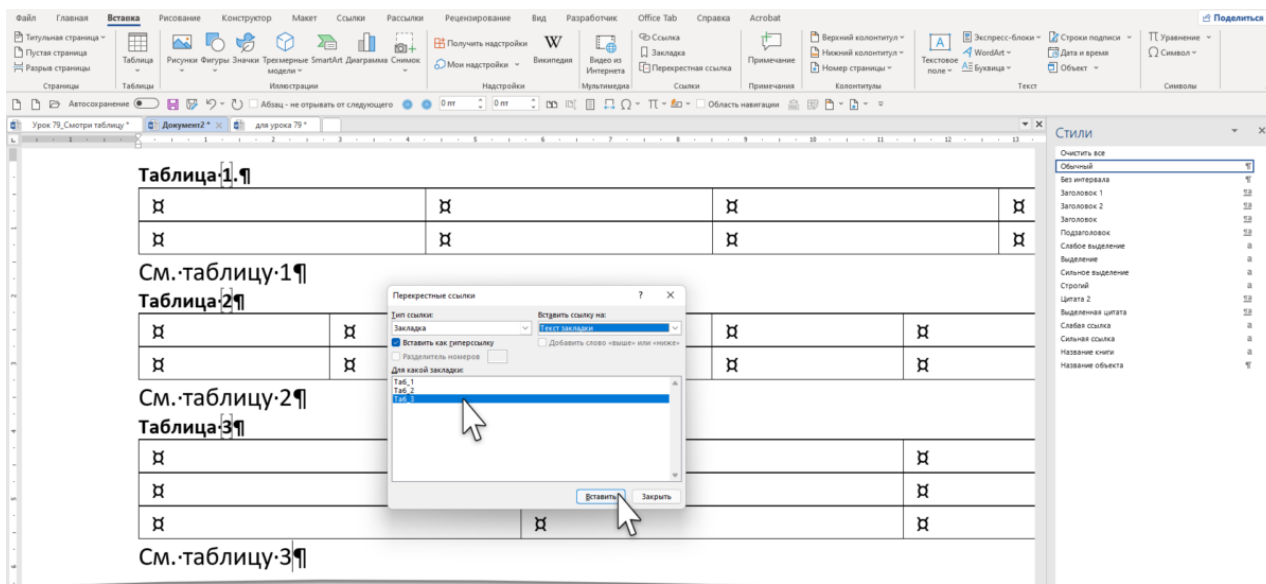 Файл Главная Вставка Рисование Конструктор Макет Ссылки Рассылки Рецензирование Вид Разработчик Office Tab Справка Acrobat Поделиться
Титульная страница
Пустая страница
Разрыв страницы
Страницы
Таблица
Таблицы
Рисунки Фигуры Значки Трехмерные модели SmartArt Диаграмма Снимок
Иллюстрации
Получить надстройки
Мои надстройки
Википедия
Надстройки
Видео из Интернета
Мультимедиа
Ссылка
Закладка
Перекрестная ссылка
Ссылки
Примечание
Примечания
Верхний колонтитул
Нижний колонтитул
Номер страницы
Колонтитулы
Текстовое поле
Экспресс-блоки
WordArt
Буквица
Строки подписи
Дата и время
Объект
Текст
Уравнение
Символ
Символы
Автосохранение Абзац - не отрывать от следующего 0 пт 0 пт Область навигации
Урок 79_Смотри таблицу * Документ2 * для урока 79 *
Таблица·1.¶
См.·таблицу·1¶
Таблица·2¶
См.·таблицу·2¶
Таблица·3¶
См.·таблицу·3¶
Перекрестные ссылки ? X
Тип ссылки: Вставить ссылку на:
Закладка Текст закладки
Вставить как гиперссылку Добавить слово «выше» или «ниже»
Разделитель номеров
Для какой закладки:
Таб_1
Таб_2
Таб_3
Вставить Закрыть
Стили
Очистить все
Обычный
Без интервала
Заголовок 1
Заголовок 2
Заголовок
Подзаголовок
Слабое выделение
Выделение
Сильное выделение
Строгий
Цитата 2
Выделенная цитата
Слабая ссылка
Сильная ссылка
Название книги
Название объекта